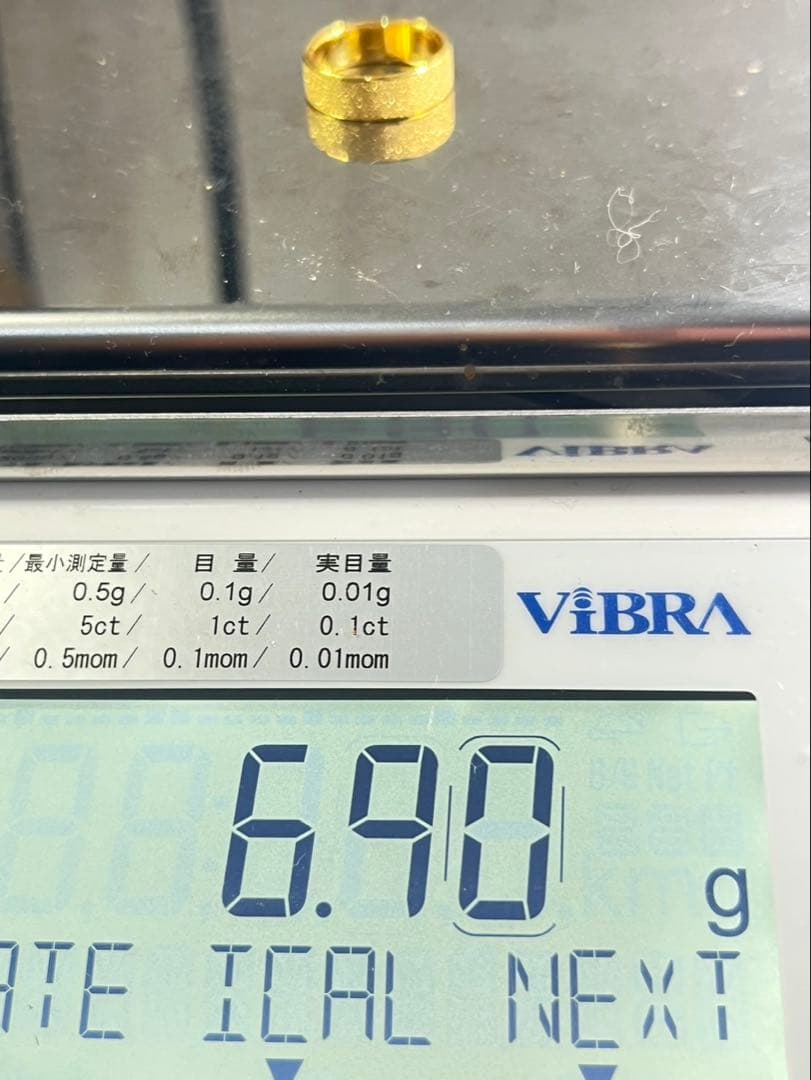 /最小測定量/ 目 量/ 実目量
/ 0.5g/ 0.1g/ 0.01g
/ 5ct/ 1ct/ 0.1ct
/ 0.5mom/ 0.1mom/ 0.01mom
ViBRA
6.90 g
ATE ICAL NEXT